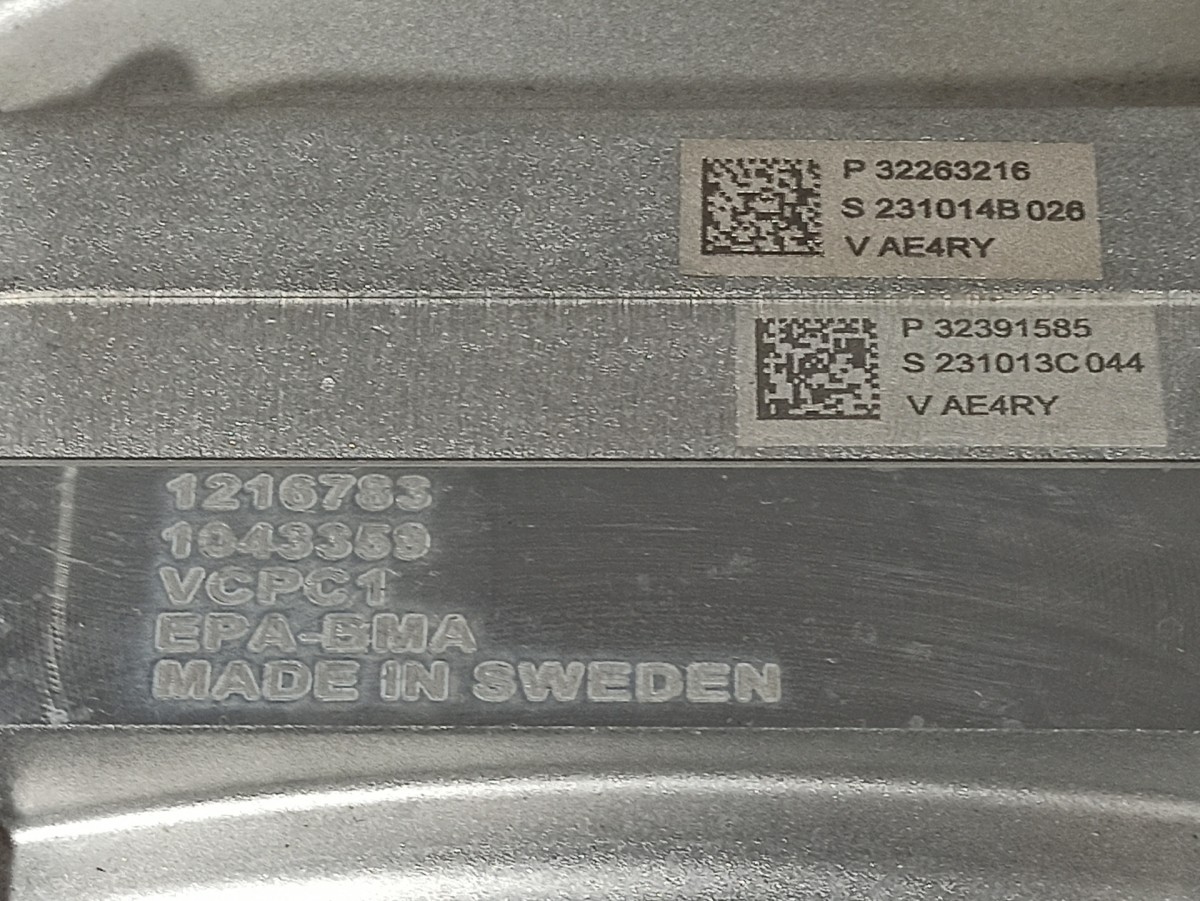 P 32263216
S 231014B 026
V AE4RY
P 32391585
S 231013C 044
V AE4RY
1216783
1043359
VCPC1
EPA-BMA
MADE IN SWEDEN